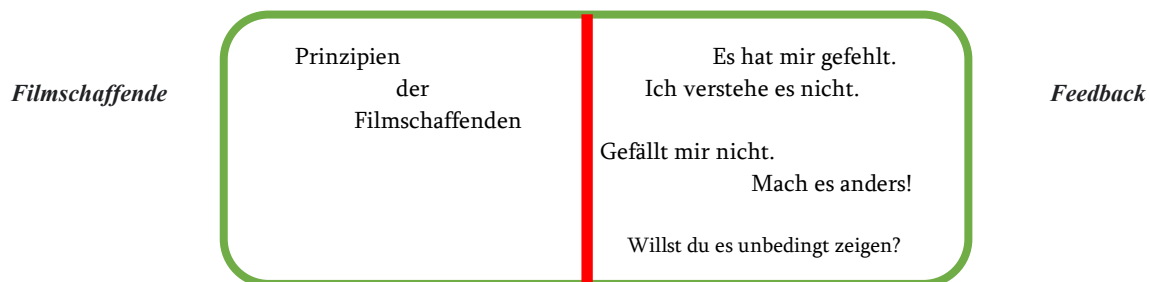 Filmschaffende
Prinzipien
der
Filmschaffenden
Es hat mir gefehlt.
Ich verstehe es nicht.
Gefällt mir nicht.
Mach es anders!
Willst du es unbedingt zeigen?
Feedback